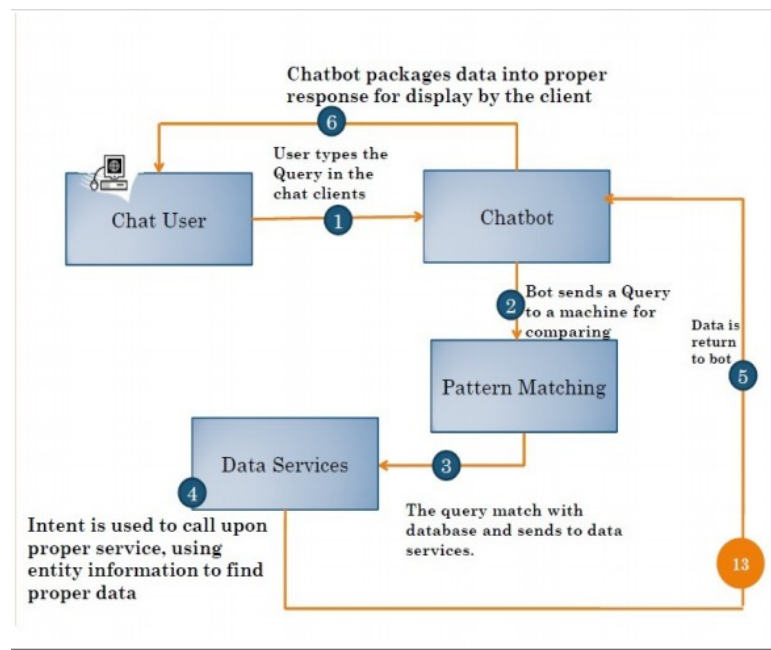 Chatbot packages data into proper
response for display by the client
6
User types the
Query in the
chat clients
Chat User
1
Chatbot
2
Bot sends a Query
to a machine for
comparing
Data is
return
to bot
5
Pattern Matching
Data Services
3
4
The query match with
database and sends to data
services.
Intent is used to call upon
proper service, using
entity information to find
proper data
13